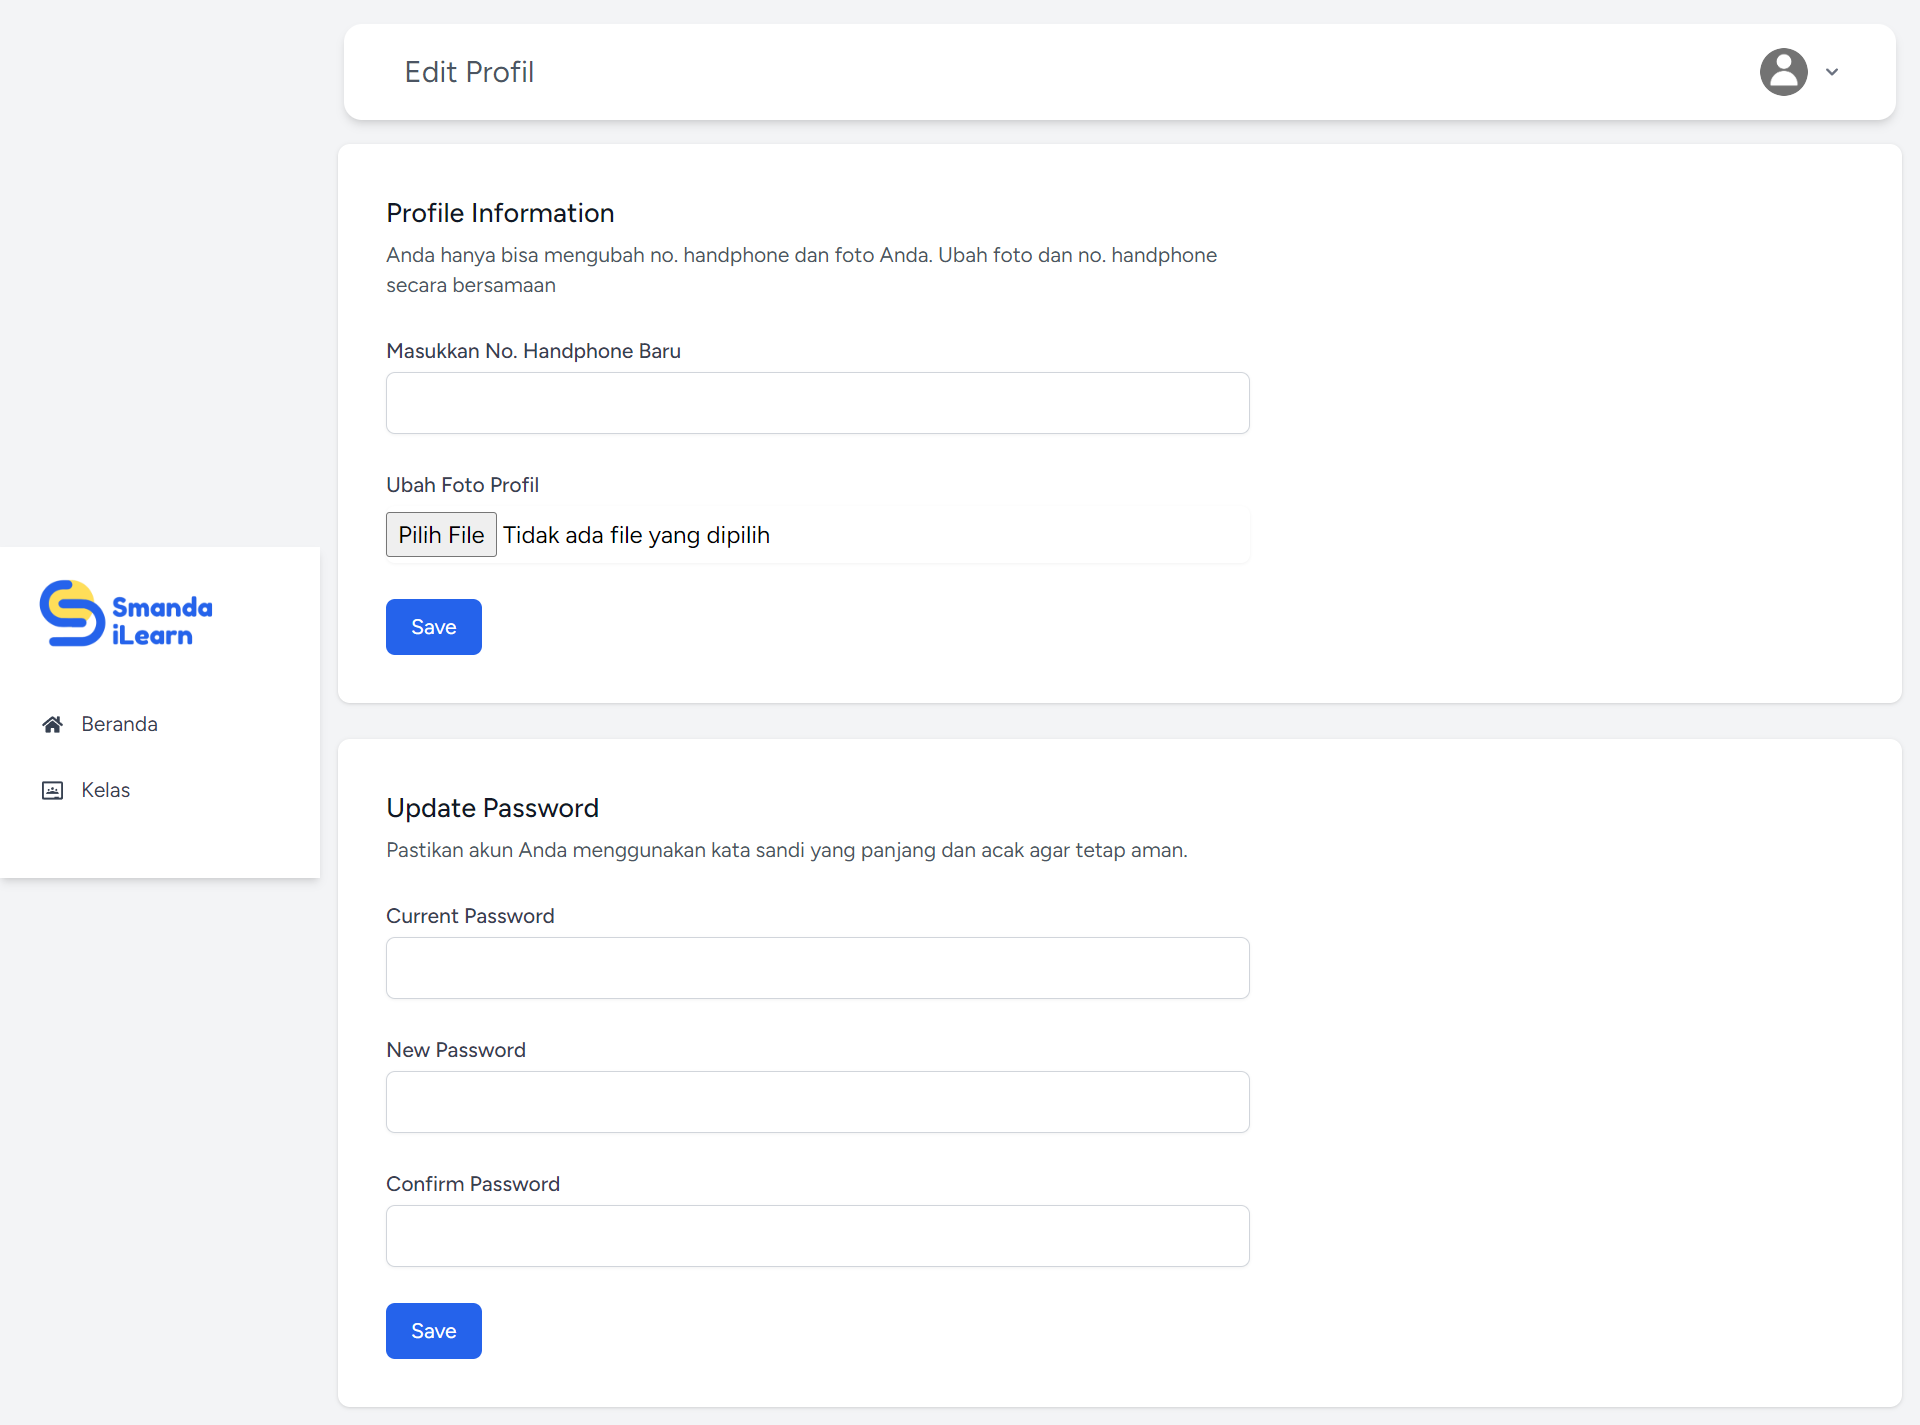 Edit Profil
Profile Information
Anda hanya bisa mengubah no. handphone dan foto Anda. Ubah foto dan no. handphone
secara bersamaan
Masukkan No. Handphone Baru
Ubah Foto Profil
Pilih File Tidak ada file yang dipilih
Save
Smanda
iLearn
Beranda
Kelas
Update Password
Pastikan akun Anda menggunakan kata sandi yang panjang dan acak agar tetap aman.
Current Password
New Password
Confirm Password
Save